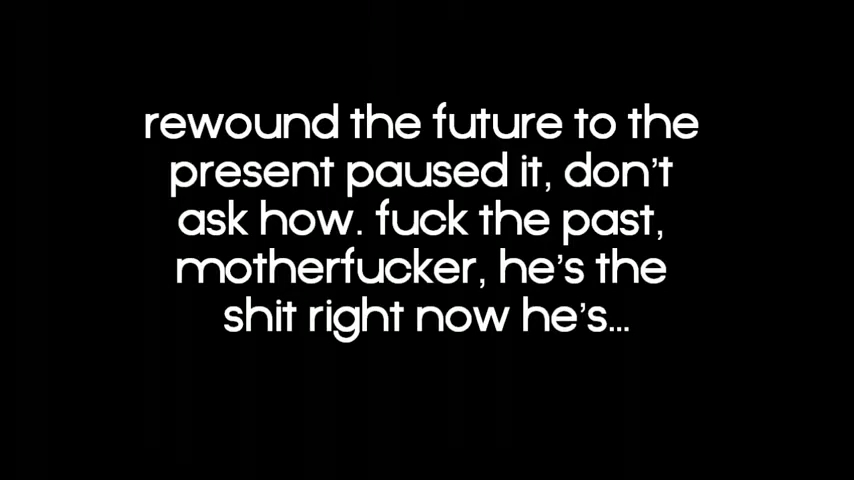 rewound the future to the
present paused it, don't
ask how. fuck the past,
motherfucker, he's the
shit right now he's...